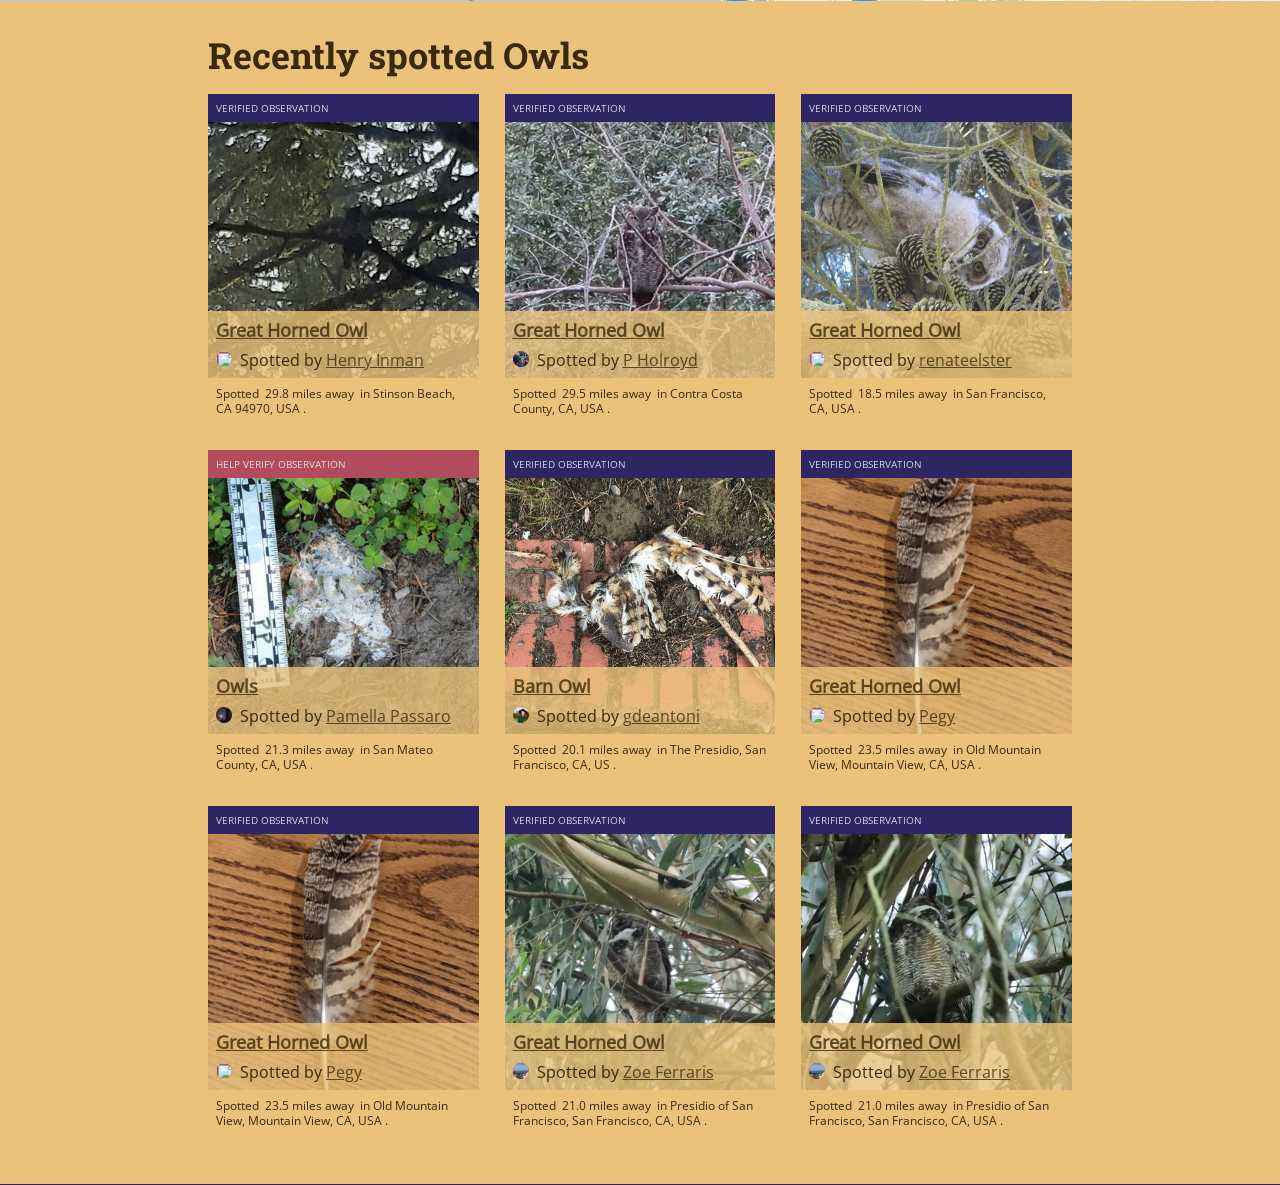 Recently spotted Owls
VERIFIED OBSERVATION
Great Horned Owl
Spotted by Henry Inman
Spotted 29.8 miles away in Stinson Beach,
CA 94970, USA .
VERIFIED OBSERVATION
Great Horned Owl
Spotted by P Holroyd
Spotted 29.5 miles away in Contra Costa
County, CA, USA .
VERIFIED OBSERVATION
Great Horned Owl
Spotted by renateelster
Spotted 18.5 miles away in San Francisco,
CA, USA .
HELP VERIFY OBSERVATION
Owls
Spotted by Pamella Passaro
Spotted 21.3 miles away in San Mateo
County, CA, USA .
VERIFIED OBSERVATION
Barn Owl
Spotted by gdeantoni
Spotted 20.1 miles away in The Presidio, San
Francisco, CA, US .
VERIFIED OBSERVATION
Great Horned Owl
Spotted by Pegy
Spotted 23.5 miles away in Old Mountain
View, Mountain View, CA, USA .
VERIFIED OBSERVATION
Great Horned Owl
Spotted by Pegy
Spotted 23.5 miles away in Old Mountain
View, Mountain View, CA, USA .
VERIFIED OBSERVATION
Great Horned Owl
Spotted by Zoe Ferraris
Spotted 21.0 miles away in Presidio of San
Francisco, San Francisco, CA, USA .
VERIFIED OBSERVATION
Great Horned Owl
Spotted by Zoe Ferraris
Spotted 21.0 miles away in Presidio of San
Francisco, San Francisco, CA, USA .